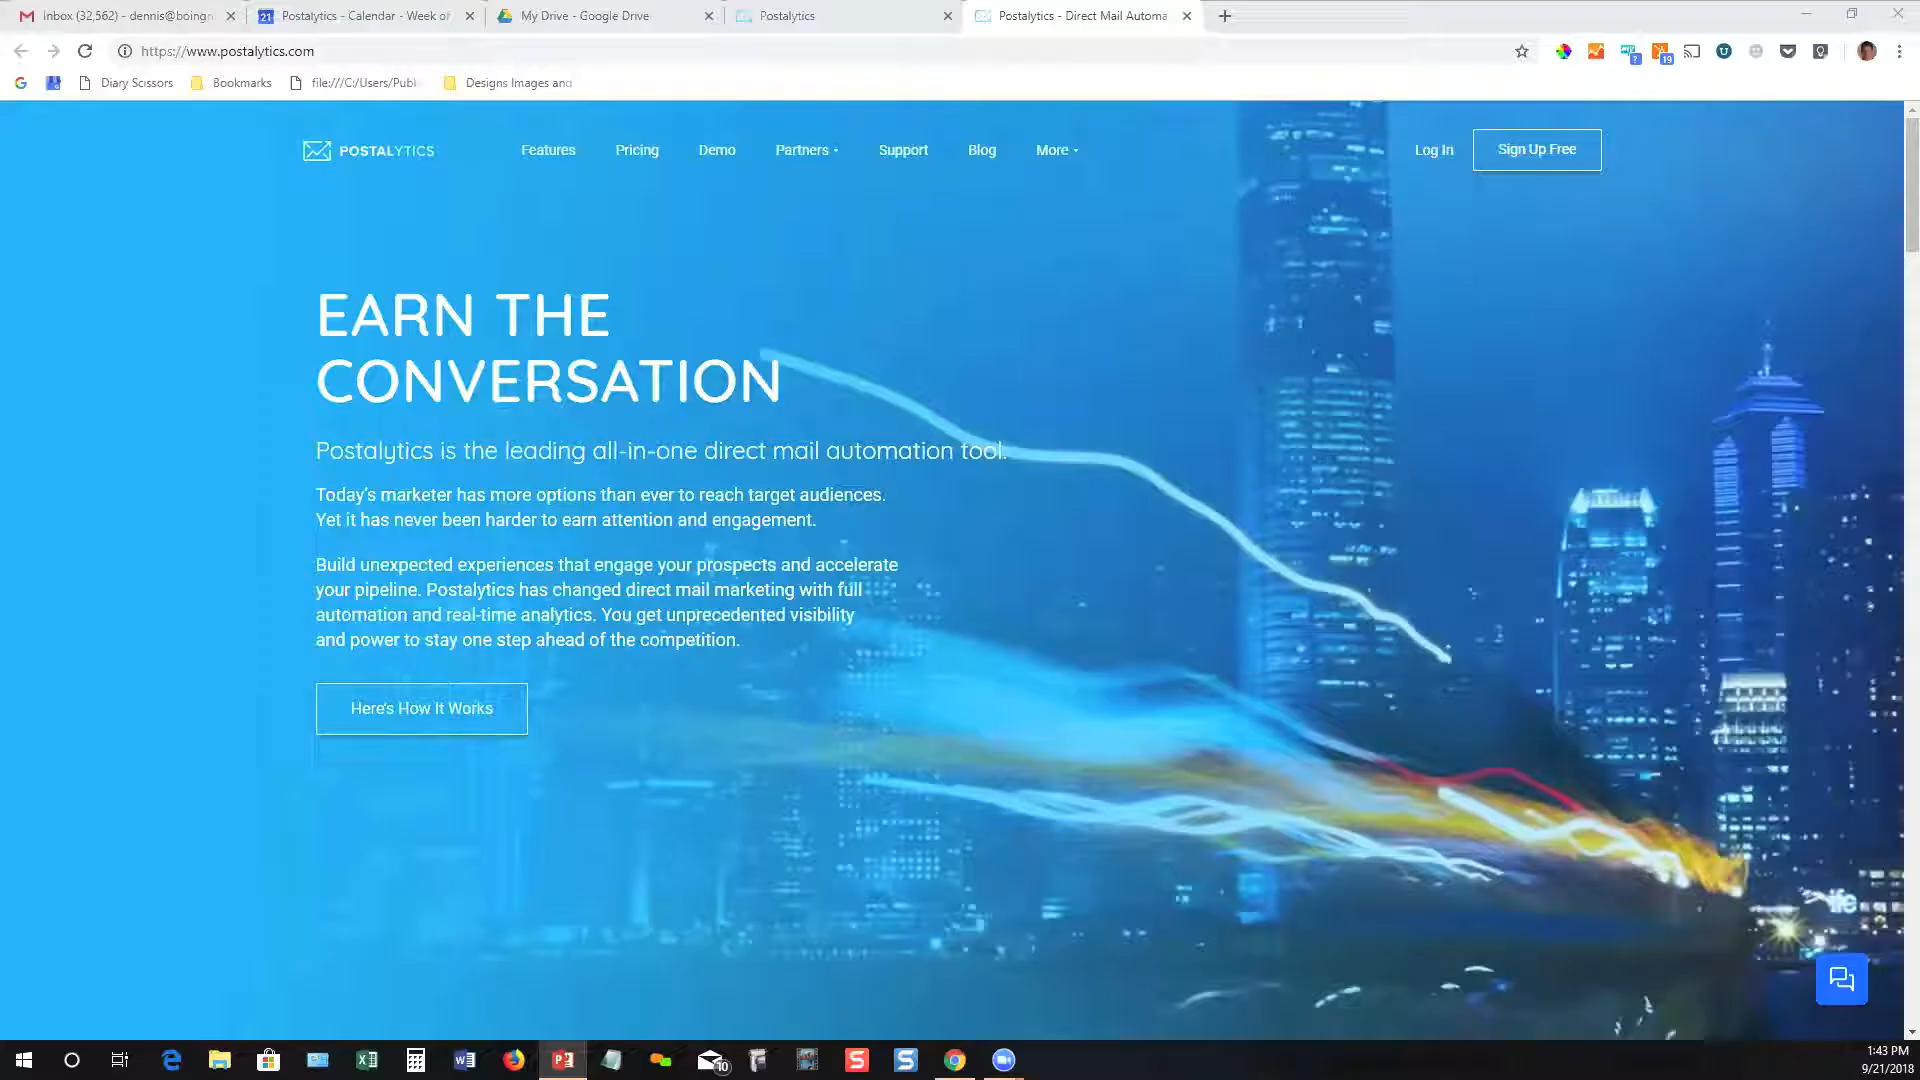 Inbox (32,562) - dennis@boingn
21
Postalytics - Calendar - Week of
My Drive - Google Drive
Postalytics
Postalytics - Direct Mail Automa
https://www.postalytics.com
?
19
Diary Scissors
Bookmarks
file:///C:/Users/Publ
Designs Images and
POSTALYTICS
Features
Pricing
Demo
Partners
Support
Blog
More
Log In
Sign Up Free
EARN THE
CONVERSATION
Postalytics is the leading all-in-one direct mail automation tool.
Today's marketer has more options than ever to reach target audiences.
Yet it has never been harder to earn attention and engagement.
Build unexpected experiences that engage your prospects and accelerate
your pipeline. Postalytics has changed direct mail marketing with full
automation and real-time analytics. You get unprecedented visibility
and power to stay one step ahead of the competition.
Here's How It Works
10
1:43 PM
9/21/2018